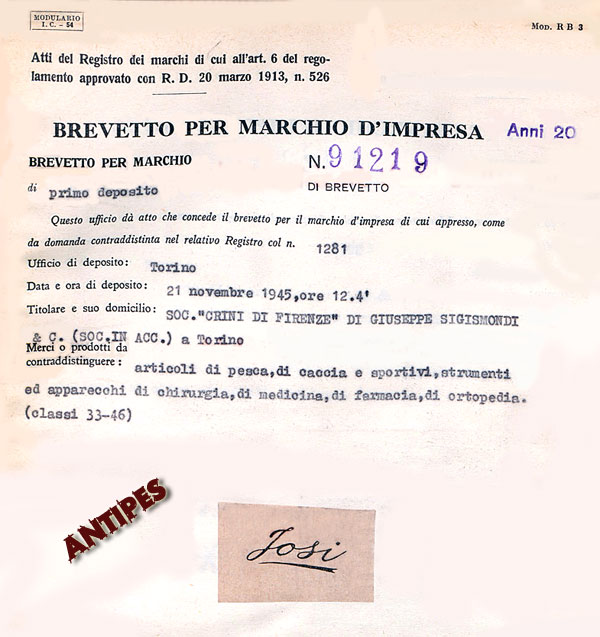 MODULARIO
I. C. - 54
Mod. R B 3
Atti del Registro dei marchi di cui all'art. 6 del rego-
lamento approvato con R. D. 20 marzo 1913, n. 526
BREVETTO PER MARCHIO D'IMPRESA Anni 20
BREVETTO PER MARCHIO N. 91219
di primo deposito DI BREVETTO
Questo ufficio dà atto che concede il brevetto per il marchio d'impresa di cui appresso, come
da domanda contraddistinta nel relativo Registro col n. 1281
Ufficio di deposito: Torino
Data e ora di deposito: 21 novembre 1945,ore 12.4'
Titolare e suo domicilio: SOC."CRINI DI FIRENZE" DI GIUSEPPE SIGISMONDI
& C. (SOC.IN ACC.) a Torino
Merci o prodotti da
contraddistinguere: articoli di pesca,di caccia e sportivi,strumenti
ed apparecchi di chirurgia,di medicina,di farmacia,di ortopedia.
(classi 33-46)
ANTIPES
Josi